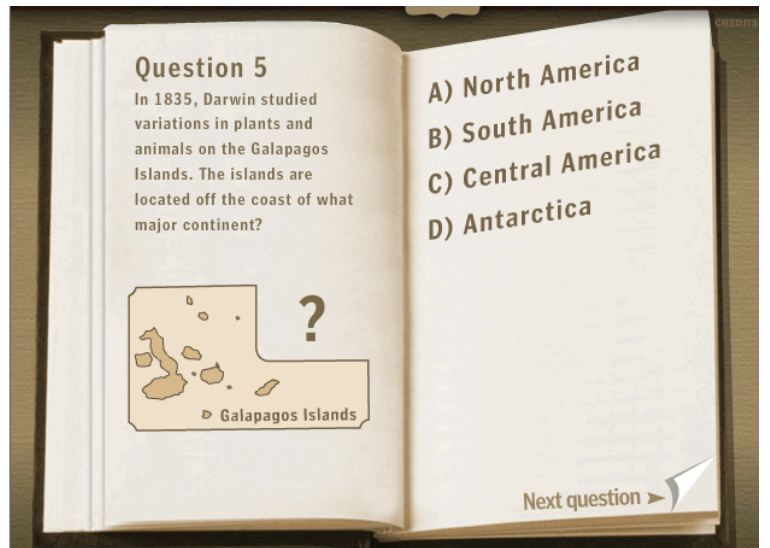 CREDITS
Question 5
In 1835, Darwin studied
variations in plants and
animals on the Galapagos
Islands. The islands are
located off the coast of what
major continent?
?
Galapagos Islands
A) North America
B) South America
C) Central America
D) Antarctica
Next question